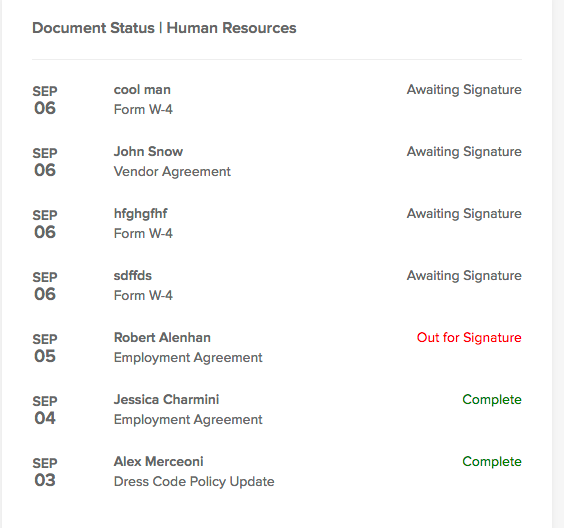 Document Status | Human Resources
SEP
06
cool man
Form W-4
Awaiting Signature
SEP
06
John Snow
Vendor Agreement
Awaiting Signature
SEP
06
hfghgfhf
Form W-4
Awaiting Signature
SEP
06
sdffds
Form W-4
Awaiting Signature
SEP
05
Robert Alenhan
Employment Agreement
Out for Signature
SEP
04
Jessica Charmini
Employment Agreement
Complete
SEP
03
Alex Merceoni
Dress Code Policy Update
Complete